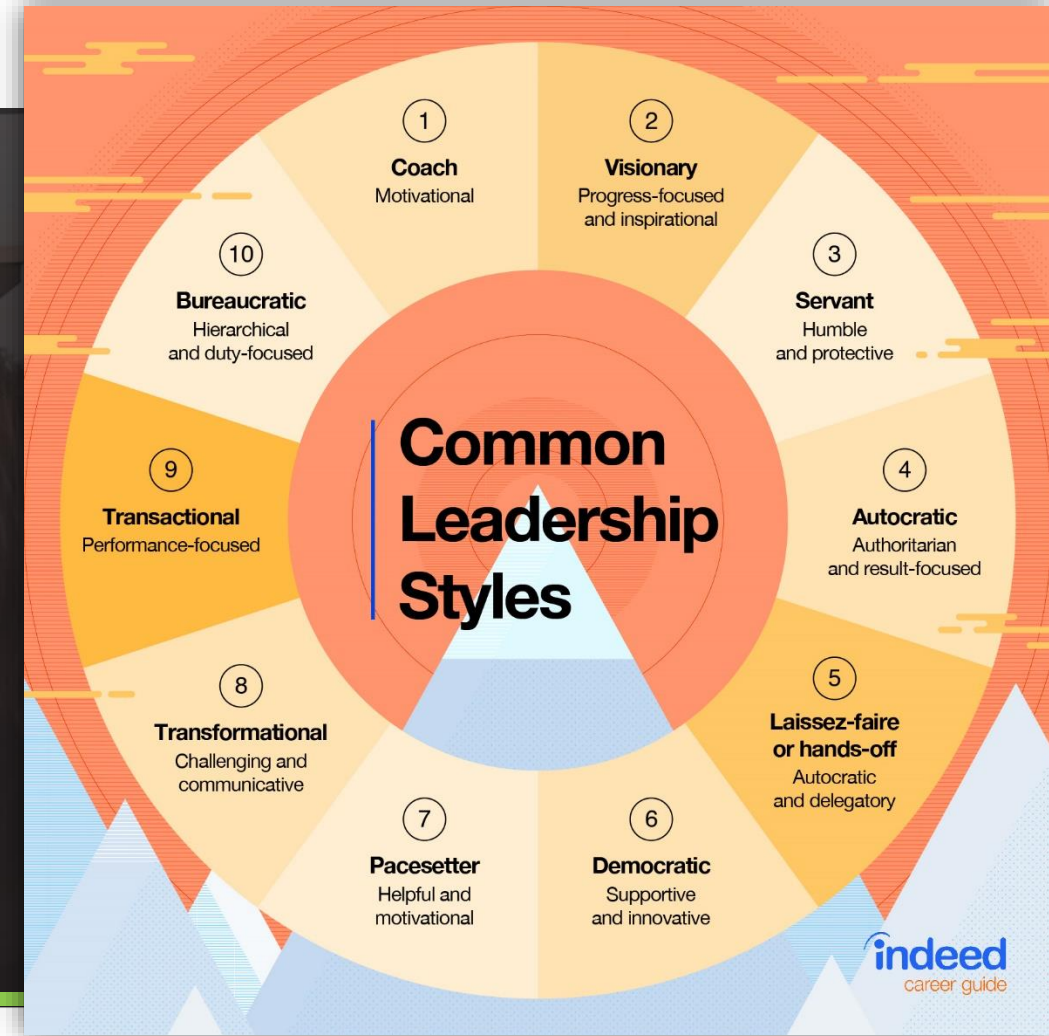 Common
Leadership
Styles
1
Coach
Motivational
2
Visionary
Progress-focused
and inspirational
3
Servant
Humble
and protective
4
Autocratic
Authoritarian
and result-focused
5
Laissez-faire
or hands-off
Autocratic
and delegatory
6
Democratic
Supportive
and innovative
7
Pacesetter
Helpful and
motivational
8
Transformational
Challenging and
communicative
9
Transactional
Performance-focused
10
Bureaucratic
Hierarchical
and duty-focused
indeed
career guide